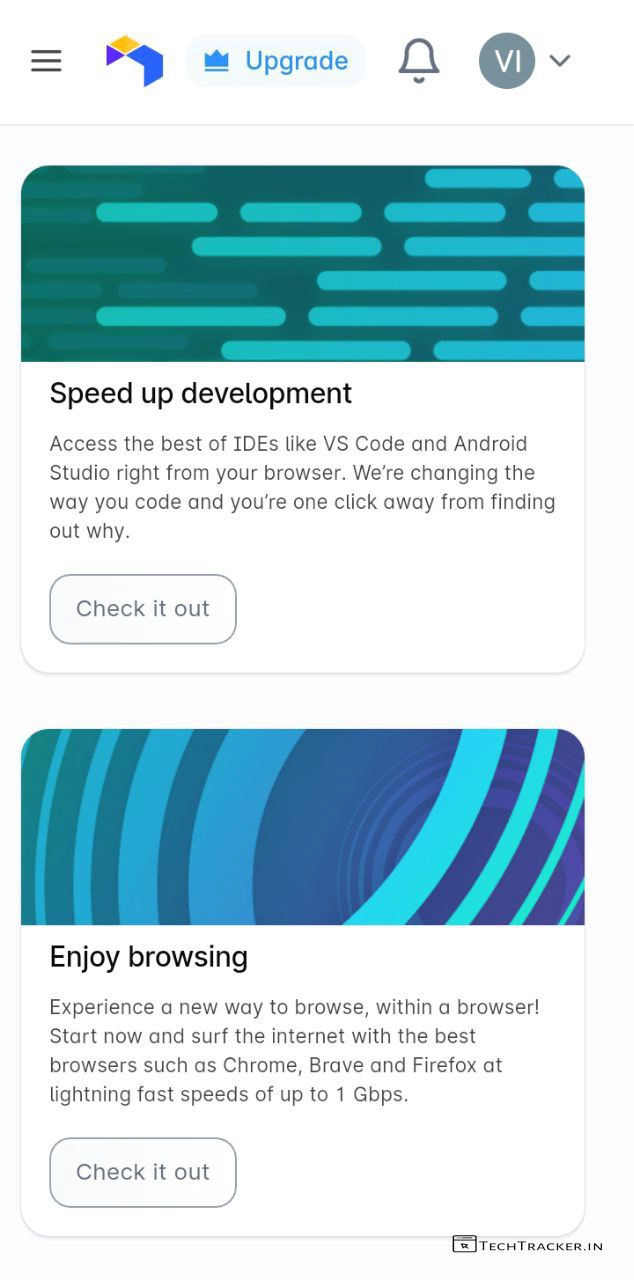 Upgrade
VI
Speed up development
Access the best of IDEs like VS Code and Android
Studio right from your browser. We’re changing the
way you code and you’re one click away from finding
out why.
Check it out
Enjoy browsing
Experience a new way to browse, within a browser!
Start now and surf the internet with the best
browsers such as Chrome, Brave and Firefox at
lightning fast speeds of up to 1 Gbps.
Check it out
TECHTRACKER.IN